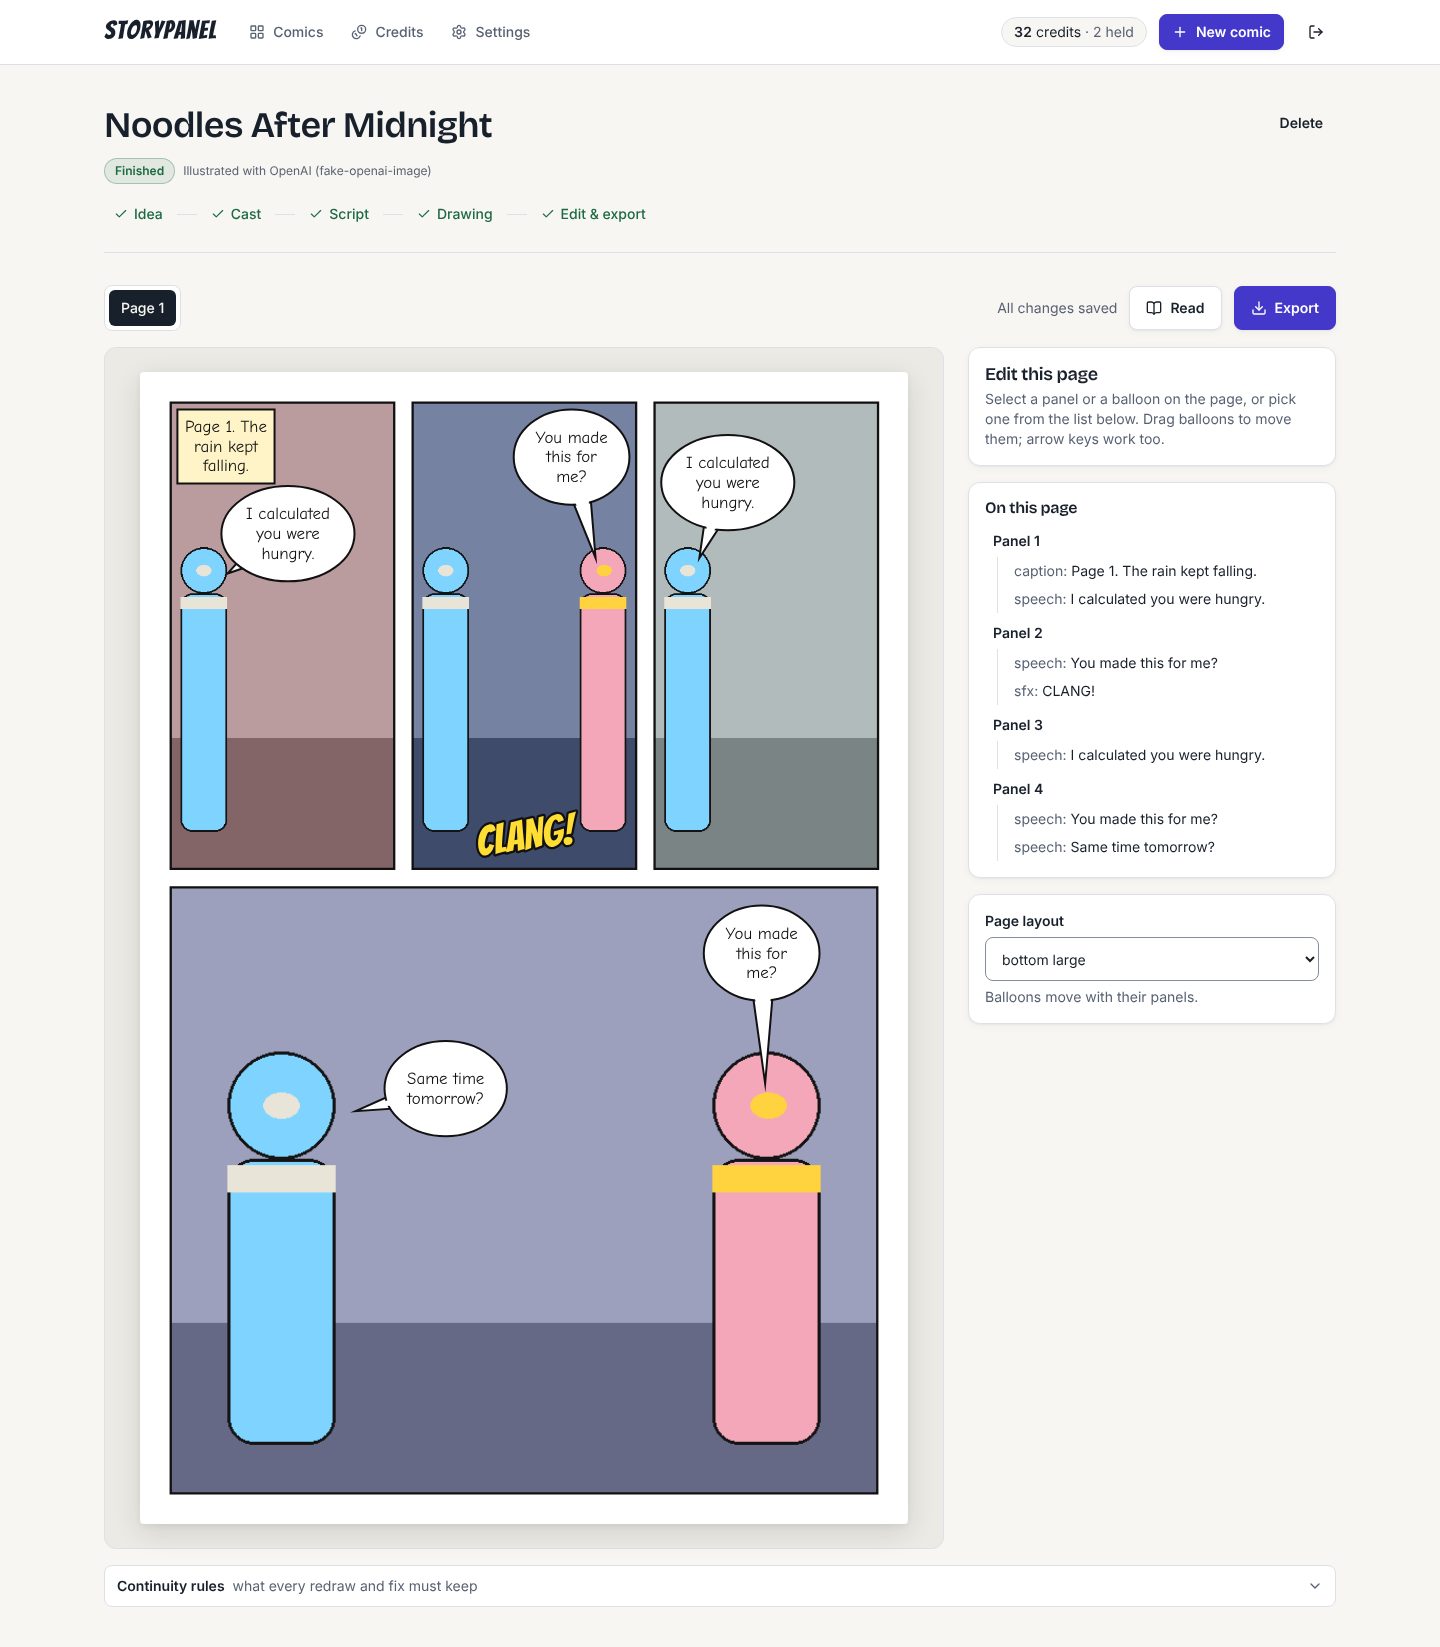 STORYPANEL
Comics
Credits
Settings
32 credits · 2 held
New comic
Noodles After Midnight
Delete
Finished
Illustrated with OpenAI (fake-openai-image)
Idea
Cast
Script
Drawing
Edit & export
Page 1
All changes saved
Read
Export
Page 1. The
rain kept
falling.
I calculated
you were
hungry.
You made
this for
me?
CLANG!
I calculated
you were
hungry.
You made
this for
me?
Same time
tomorrow?
Edit this page
Select a panel or a balloon on the page, or pick
one from the list below. Drag balloons to move
them; arrow keys work too.
On this page
Panel 1
caption: Page 1. The rain kept falling.
speech: I calculated you were hungry.
Panel 2
speech: You made this for me?
sfx: CLANG!
Panel 3
speech: I calculated you were hungry.
Panel 4
speech: You made this for me?
speech: Same time tomorrow?
Page layout
bottom large
Balloons move with their panels.
Continuity rules what every redraw and fix must keep